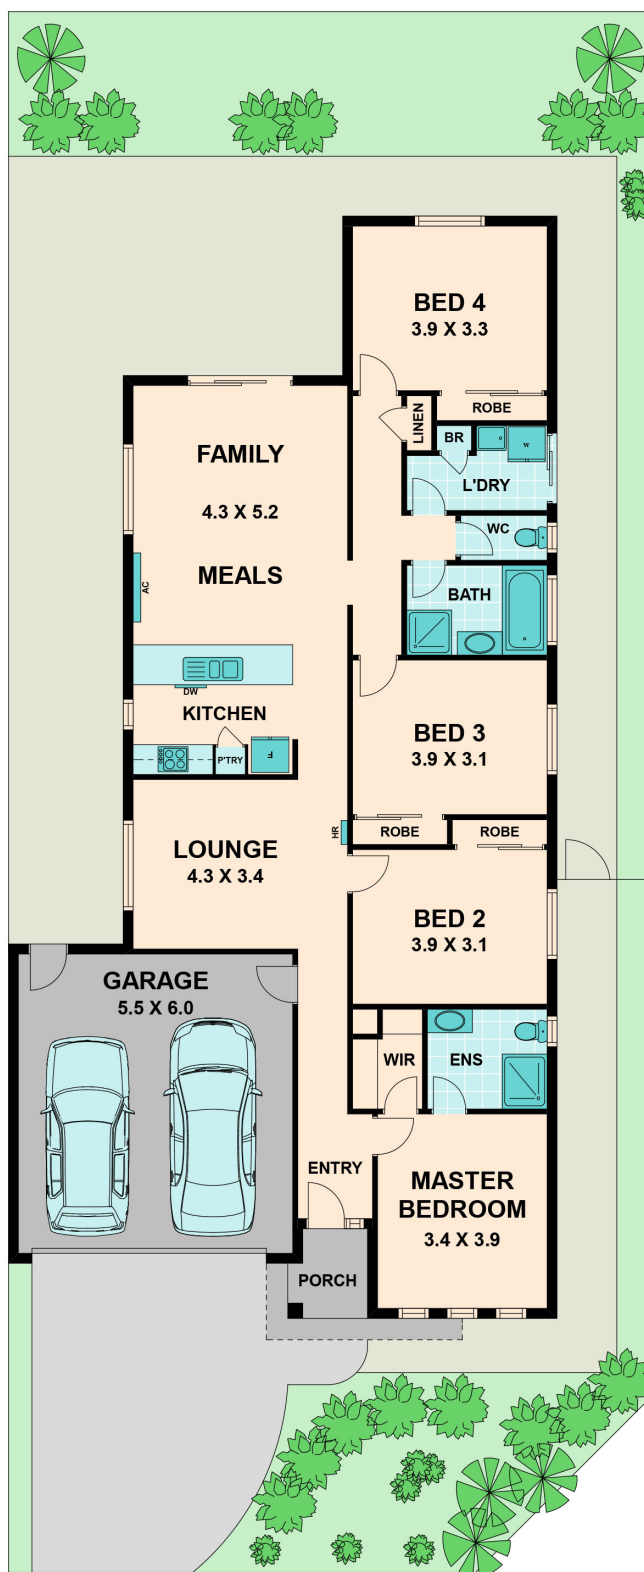 BED 4
3.9 X 3.3
ROBE
LINEN
BR
W
L'DRY
FAMILY
4.3 X 5.2
WC
MEALS
AC
BATH
DW
KITCHEN
BED 3
3.9 X 3.1
P'TRY
F
ROBE
ROBE
HR
LOUNGE
4.3 X 3.4
BED 2
3.9 X 3.1
GARAGE
5.5 X 6.0
WIR
ENS
ENTRY
MASTER
BEDROOM
3.4 X 3.9
PORCH